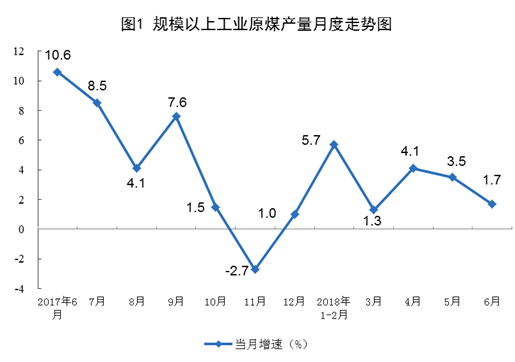 图1 规模以上工业原煤产量月度走势图
12
10
8
6
4
2
0
-2
-4
10.6
8.5
4.1
7.6
1.5
-2.7
1.0
5.7
1.3
4.1
3.5
1.7
2017年6
月
7月
8月
9月
10月
11月
12月
2018年
1-2月
3月
4月
5月
6月
当月增速（%）